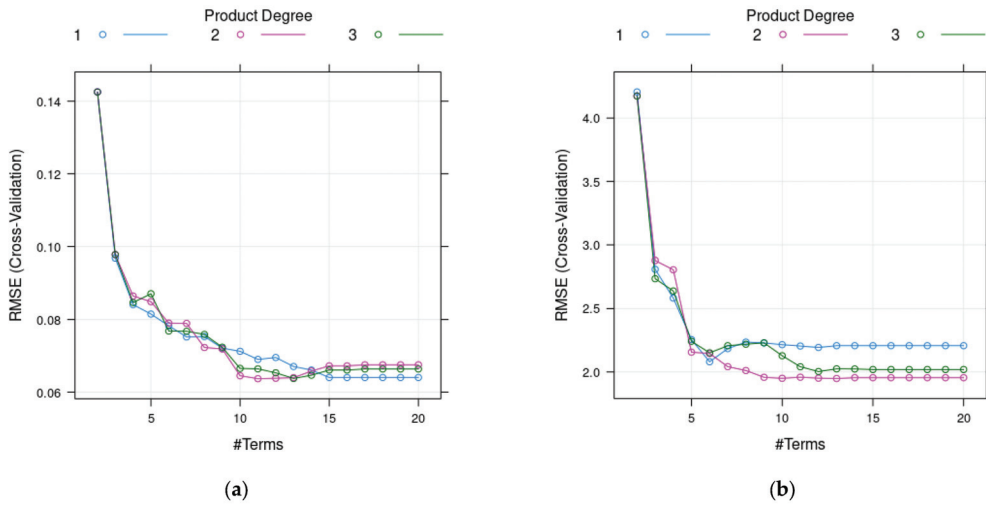 Product Degree
1 2 3
0.14
0.12
0.10
0.08
0.06
RMSE (Cross-Validation)
5 10 15 20
#Terms
(a)
Product Degree
1 2 3
4.0
3.5
3.0
2.5
2.0
RMSE (Cross-Validation)
5 10 15 20
#Terms
(b)